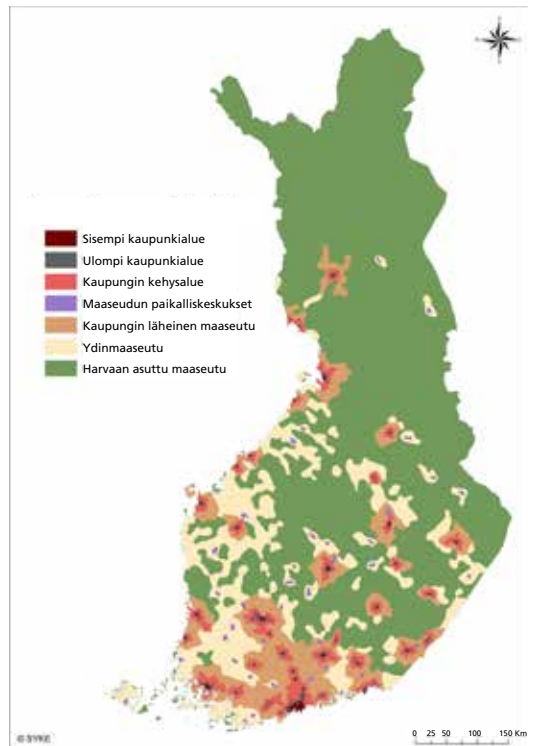 Sisempi kaupunkialue
Ulompi kaupunkialue
Kaupungin kehysalue
Maaseudun paikalliskeskukset
Kaupungin läheinen maaseutu
Ydinmaaseutu
Harvaan asuttu maaseutu
© SYKE
0 25 50 100 150 Km